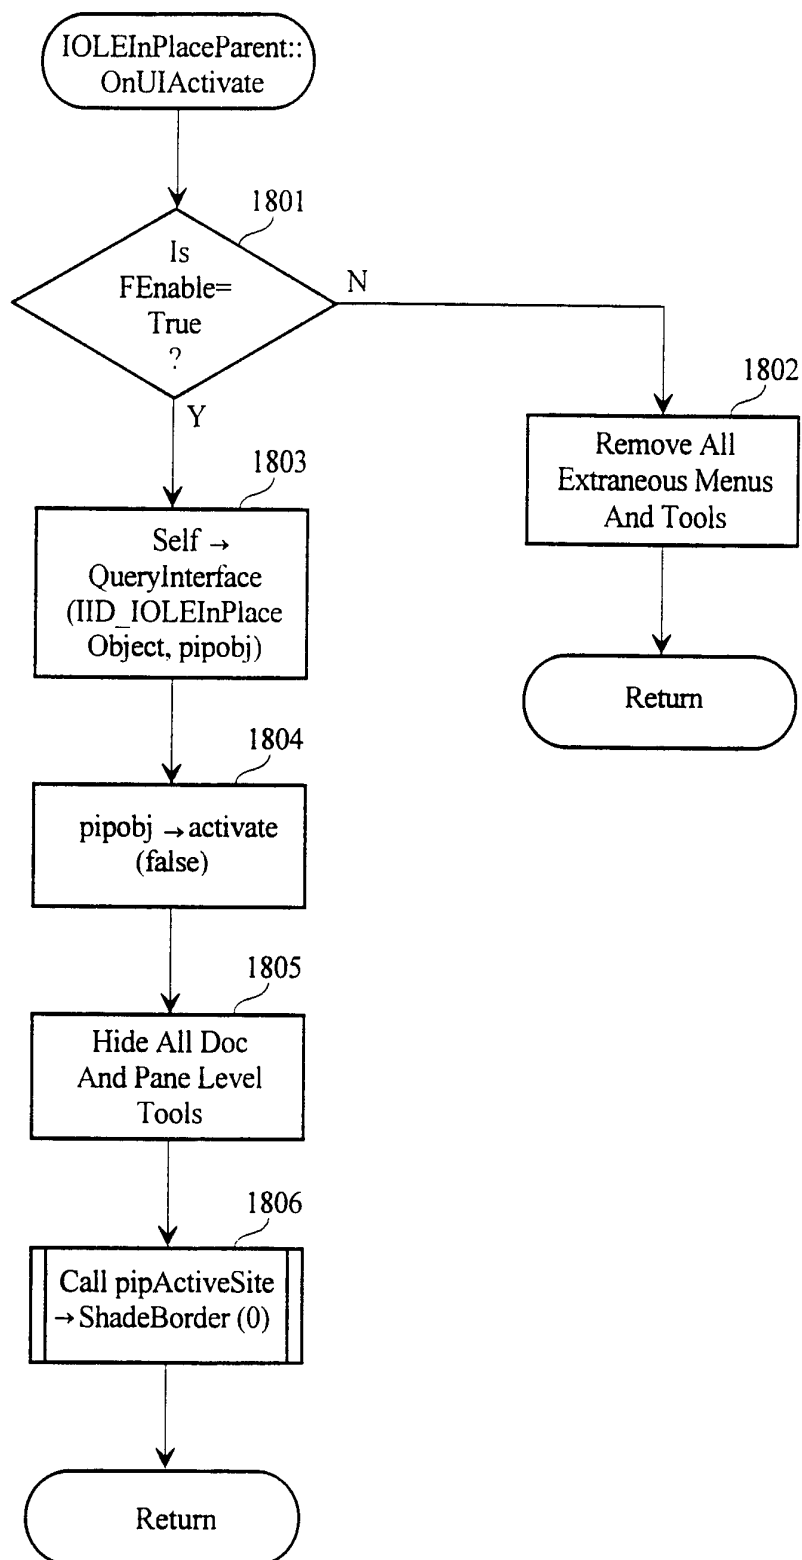 IOLEInPlaceParent::
OnUIActivate
1801
Is
FEnable=
True
?
N
Y
1802
Remove All
Extraneous Menus
And Tools
Return
1803
Self →
QueryInterface
(IID_IOLEInPlace
Object, pipobj)
1804
pipobj → activate
(false)
1805
Hide All Doc
And Pane Level
Tools
1806
Call pipActiveSite
→ ShadeBorder (0)
Return